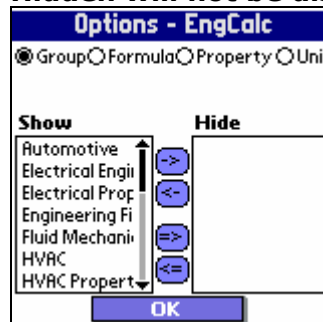 Hidden will not be
Options - EngCalc
Group Formula Property Uni
Show Hide
Automotive
Electrical Engi
Electrical Prop
Engineering Fi
Fluid Mechani
HVAC
HVAC Propert
->
<-
=>
<=
OK